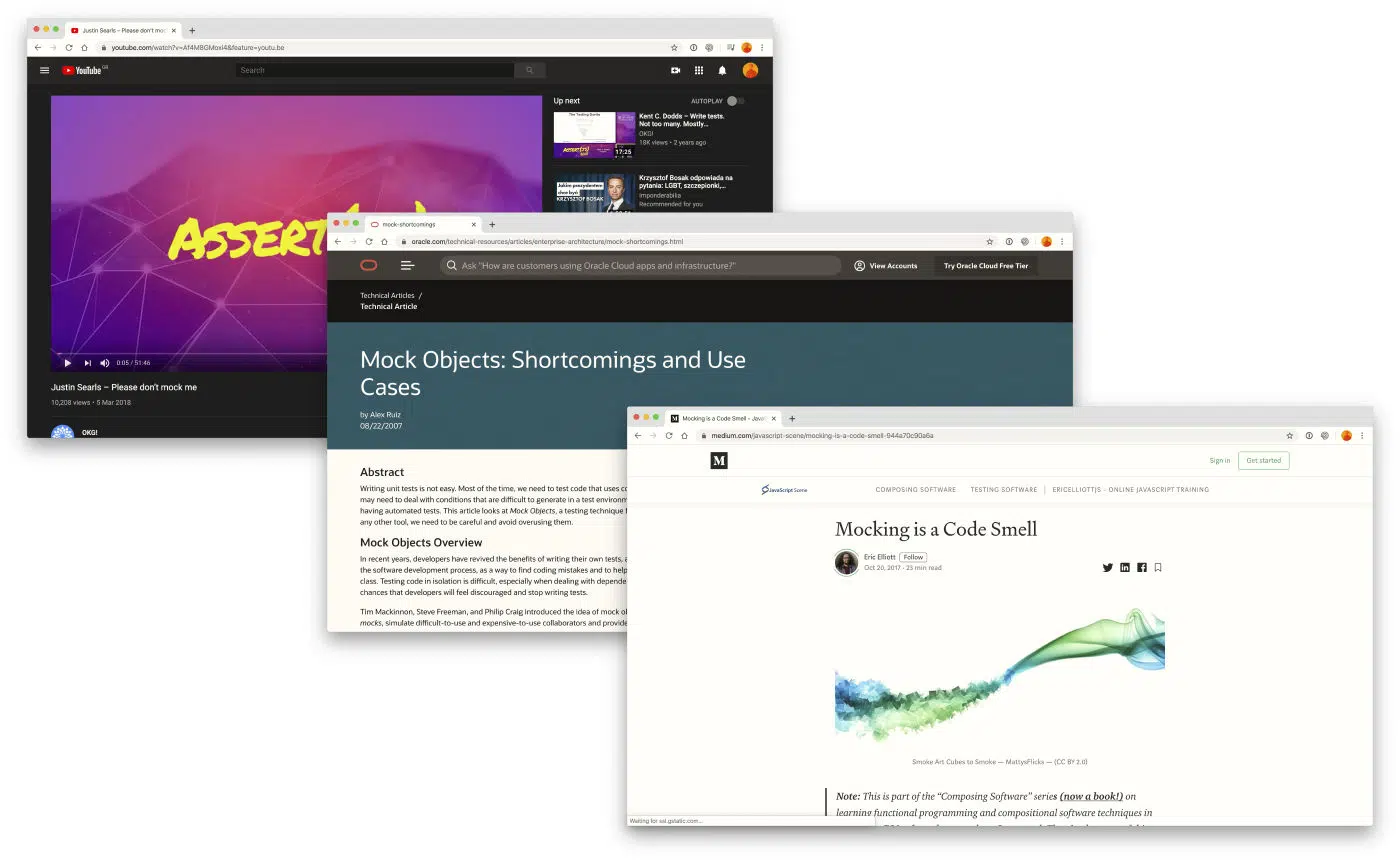 Justin Searls – Please don't mo
youtube.com/watch?v=Af4M8GMoxi4&feature=youtu.be
YouTube GB
Search
Up next
AUTOPLAY
Kent C. Dodds – Write tests.
Not too many. Mostly...
OKG!
18K views • 2 years ago
17:25
Krzysztof Bosak odpowiada na
pytania: LGBT, szczepionki,...
Imponderabilia
Recommended for you
Jakim prezydentem
chce być
KRZYSZTOF BOSAK
ASSERT
0:05 / 51:46
Justin Searls – Please don't mock me
10,208 views • 5 Mar 2018
OKG!
mock-shortcomings
oracle.com/technical-resources/articles/enterprise-architecture/mock-shortcomings.html
Ask "How are customers using Oracle Cloud apps and infrastructure?"
View Accounts
Try Oracle Cloud Free Tier
Technical Articles /
Technical Article
Mock Objects: Shortcomings and Use
Cases
by Alex Ruiz
08/22/2007
Abstract
Writing unit tests is not easy. Most of the time, we need to test code that uses
may need to deal with conditions that are difficult to generate in a test
having automated tests. This article looks at Mock Objects, a testing technique
any other tool, we need to be careful and avoid overusing them.
Mock Objects Overview
In recent years, developers have revived the benefits of writing their own tests,
the software development process, as a way to find coding mistakes and to help
class. Testing code in isolation is difficult, especially when dealing with
chances that developers will feel discouraged and stop writing tests.
Tim Mackinnon, Steve Freeman, and Philip Craig introduced the idea of mock
mocks, simulate difficult-to-use and expensive-to-use collaborators and
Mocking is a Code Smell - Java
medium.com/javascript-scene/mocking-is-a-code-smell-944a70c90a6a
M
Sign in
Get started
JavaScript Scene
COMPOSING SOFTWARE
TESTING SOFTWARE
ERICELLIOTTJS - ONLINE JAVASCRIPT TRAINING
Mocking is a Code Smell
Eric Elliott
Follow
Oct 20, 2017 · 23 min read
Smoke Art Cubes to Smoke — MattysFlicks — (CC BY 2.0)
Note: This is part of the “Composing Software” series (now a book!) on
learning functional programming and compositional software techniques in
Waiting for ssl.gstatic.com...